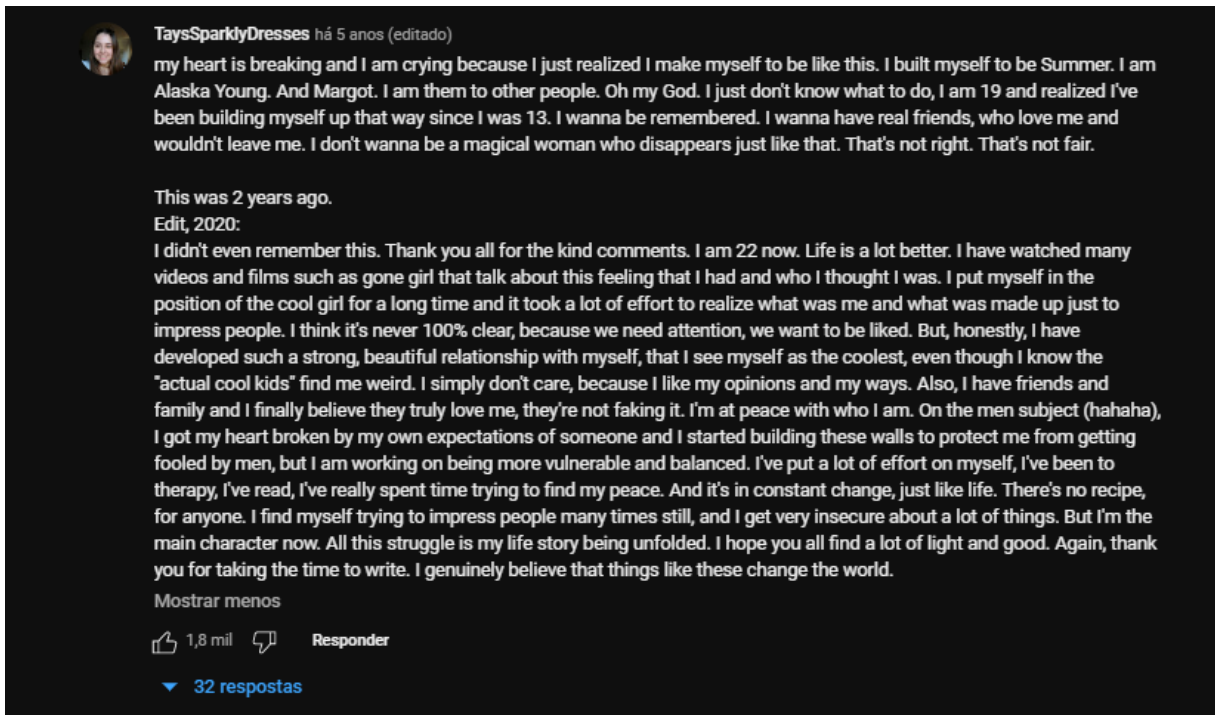 TaysSparklyDresses há 5 anos (editado)
my heart is breaking and I am crying because I just realized I make myself to be like this. I built myself to be Summer. I am
Alaska Young. And Margot. I am them to other people. Oh my God. I just don't know what to do, I am 19 and realized I've
been building myself up that way since I was 13. I wanna be remembered. I wanna have real friends, who love me and
wouldn't leave me. I don't wanna be a magical woman who disappears just like that. That's not right. That's not fair.
This was 2 years ago.
Edit, 2020:
I didn't even remember this. Thank you all for the kind comments. I am 22 now. Life is a lot better. I have watched many
videos and films such as gone girl that talk about this feeling that I had and who I thought I was. I put myself in the
position of the cool girl for a long time and it took a lot of effort to realize what was me and what was made up just to
impress people. I think it's never 100% clear, because we need attention, we want to be liked. But, honestly, I have
developed such a strong, beautiful relationship with myself, that I see myself as the coolest, even though I know the
"actual cool kids" find me weird. I simply don't care, because I like my opinions and my ways. Also, I have friends and
family and I finally believe they truly love me, they're not faking it. I'm at peace with who I am. On the men subject (hahaha),
I got my heart broken by my own expectations of someone and I started building these walls to protect me from getting
fooled by men, but I am working on being more vulnerable and balanced. I've put a lot of effort on myself, I've been to
therapy, I've read, I've really spent time trying to find my peace. And it's in constant change, just like life. There's no recipe,
for anyone. I find myself trying to impress people many times still, and I get very insecure about a lot of things. But I'm the
main character now. All this struggle is my life story being unfolded. I hope you all find a lot of light and good. Again, thank
you for taking the time to write. I genuinely believe that things like these change the world.
Mostrar menos
1,8 mil Responder
32 respostas